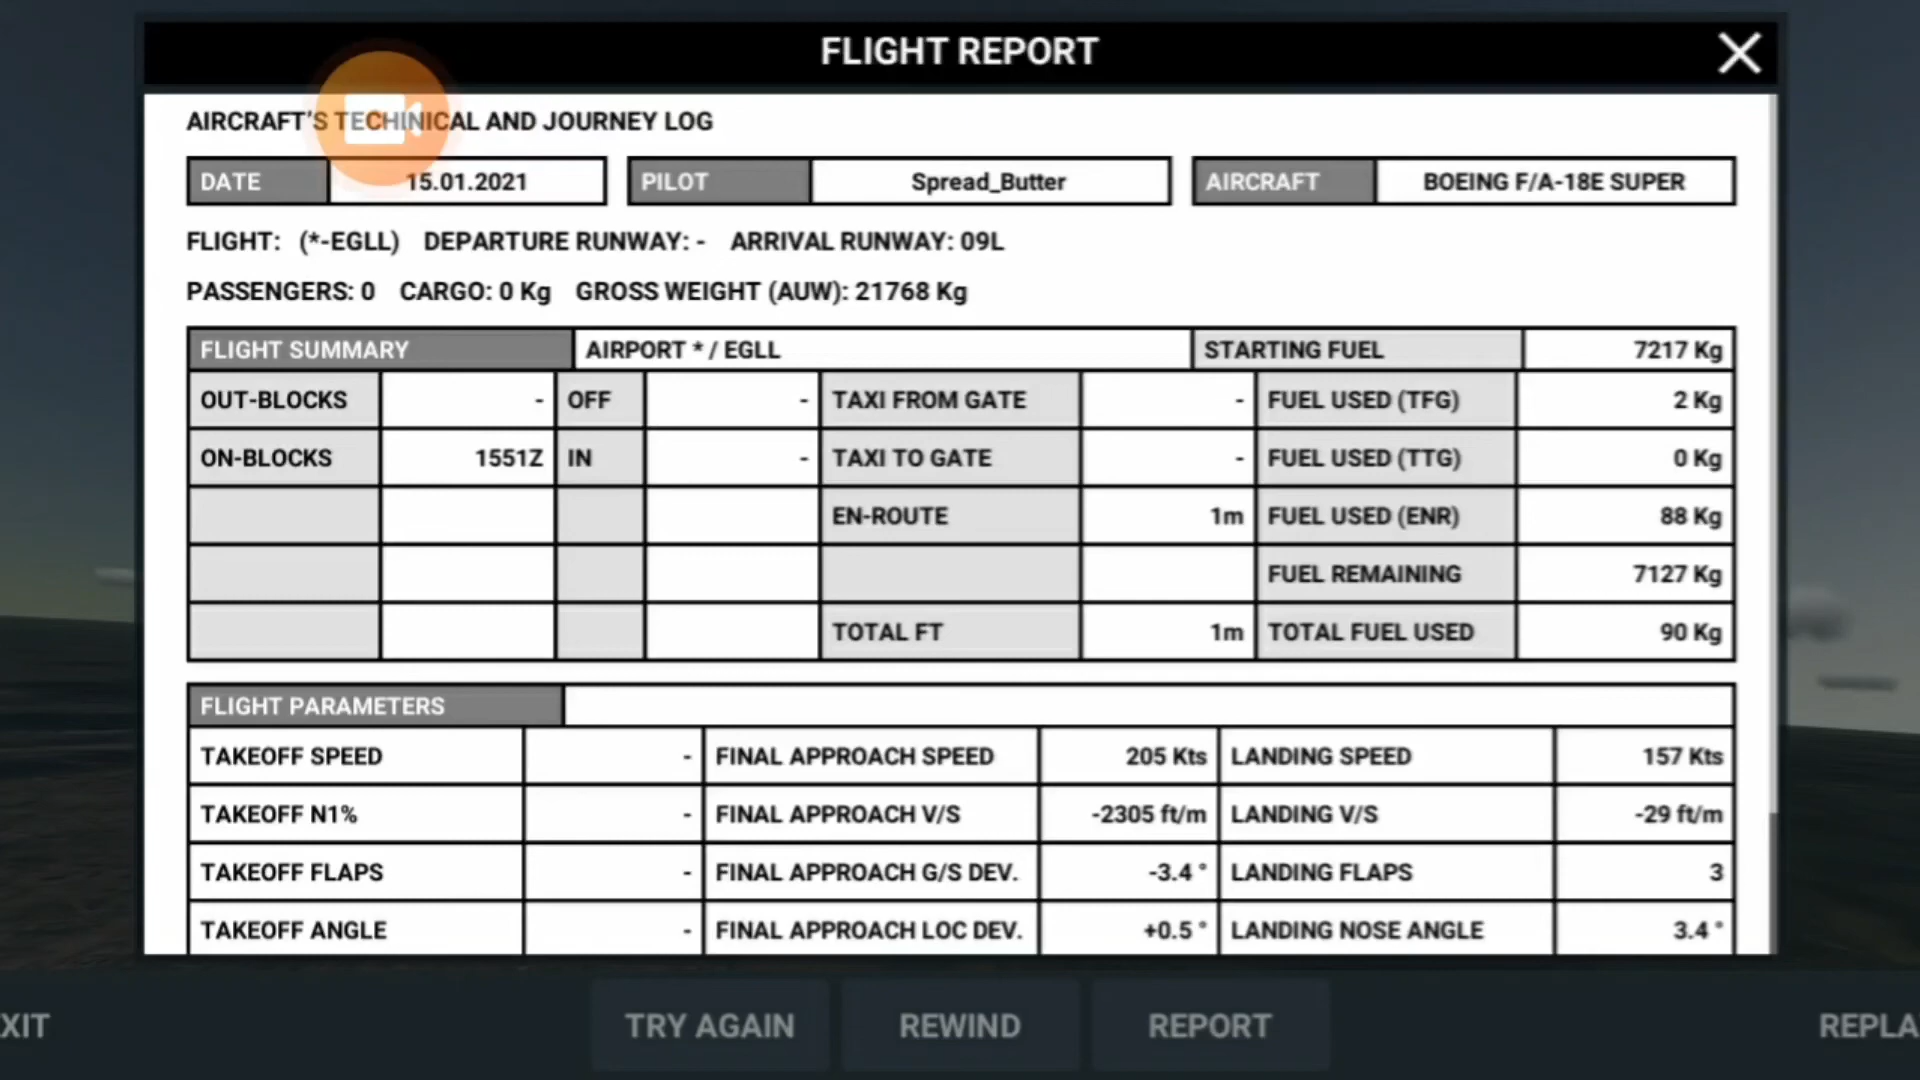 FLIGHT REPORT
AIRCRAFT'S TECHINICAL AND JOURNEY LOG
DATE 15.01.2021 PILOT Spread_Butter AIRCRAFT BOEING F/A-18E SUPER
FLIGHT: (*-EGLL) DEPARTURE RUNWAY: - ARRIVAL RUNWAY: 09L
PASSENGERS: 0 CARGO: 0 Kg GROSS WEIGHT (AUW): 21768 Kg
FLIGHT SUMMARY AIRPORT * / EGLL STARTING FUEL 7217 Kg
OUT-BLOCKS - OFF - TAXI FROM GATE - FUEL USED (TFG) 2 Kg
ON-BLOCKS 1551Z IN - TAXI TO GATE - FUEL USED (TTG) 0 Kg
EN-ROUTE 1m FUEL USED (ENR) 88 Kg
FUEL REMAINING 7127 Kg
TOTAL FT 1m TOTAL FUEL USED 90 Kg
FLIGHT PARAMETERS
TAKEOFF SPEED - FINAL APPROACH SPEED 205 Kts LANDING SPEED 157 Kts
TAKEOFF N1% - FINAL APPROACH V/S -2305 ft/m LANDING V/S -29 ft/m
TAKEOFF FLAPS - FINAL APPROACH G/S DEV. -3.4 ° LANDING FLAPS 3
TAKEOFF ANGLE - FINAL APPROACH LOC DEV. +0.5 ° LANDING NOSE ANGLE 3.4 °
XIT TRY AGAIN REWIND REPORT REPLA